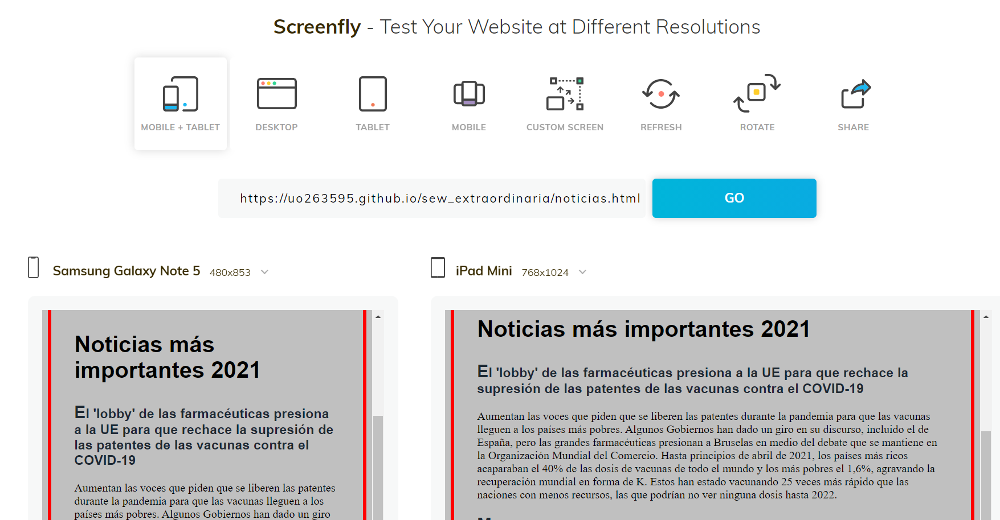 Screenfly - Test Your Website at Different Resolutions
MOBILE + TABLET
DESKTOP
TABLET
MOBILE
CUSTOM SCREEN
REFRESH
ROTATE
SHARE
https://uo263595.github.io/sew_extraordinaria/noticias.html
GO
Samsung Galaxy Note 5 480x853
Noticias más
importantes 2021
El 'lobby' de las farmacéuticas presiona
a la UE para que rechace la supresión de
las patentes de las vacunas contra el
COVID-19
Aumentan las voces que piden que se liberen las patentes
durante la pandemia para que las vacunas lleguen a los
países más pobres. Algunos Gobiernos han dado un giro
iPad Mini 768x1024
Noticias más importantes 2021
El 'lobby' de las farmacéuticas presiona a la UE para que rechace la
supresión de las patentes de las vacunas contra el COVID-19
Aumentan las voces que piden que se liberen las patentes durante la pandemia para que las vacunas
lleguen a los países más pobres. Algunos Gobiernos han dado un giro en su discurso, incluido el de
España, pero las grandes farmacéuticas presionan a Bruselas en medio del debate que se mantiene en
la Organización Mundial del Comercio. Hasta principios de abril de 2021, los países más ricos
acaparaban el 40% de las dosis de vacunas de todo el mundo y los más pobres el 1,6%, agravando la
recuperación mundial en forma de K. Estos han estado vacunando 25 veces más rápido que las
naciones con menos recursos, las que podrían no ver ninguna dosis hasta 2022.